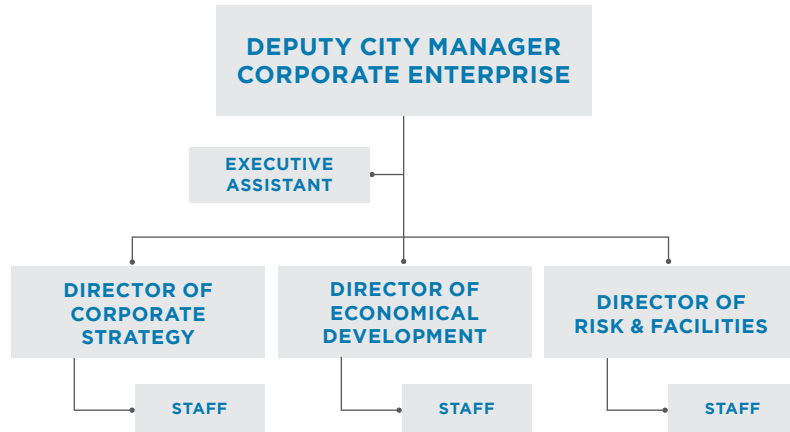 DEPUTY CITY MANAGER
CORPORATE ENTERPRISE
EXECUTIVE
ASSISTANT
DIRECTOR OF
CORPORATE
STRATEGY
DIRECTOR OF
ECONOMICAL
DEVELOPMENT
DIRECTOR OF
RISK & FACILITIES
STAFF
STAFF
STAFF